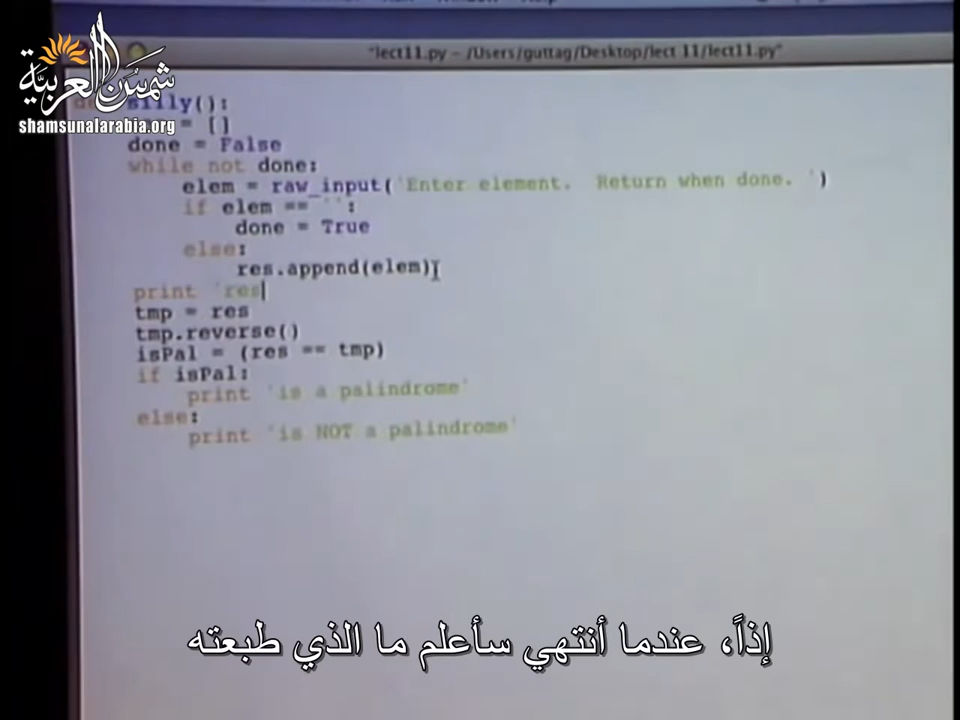 "lect11.py – /Users/guttag/Desktop/lect 11/lect11.py"
شمس العربية
shamsunalarabia.org
silly():
= []
done = False
while not done:
elem = raw_input('Enter element.  Return when done. ')
if elem == '':
done = True
else:
res.append(elem)
print 'res
tmp = res
tmp.reverse()
isPal = (res == tmp)
if isPal:
print 'is a palindrome'
else:
print 'is NOT a palindrome'
إذاً، عندما أنتهي سأعلم ما الذي طبعته